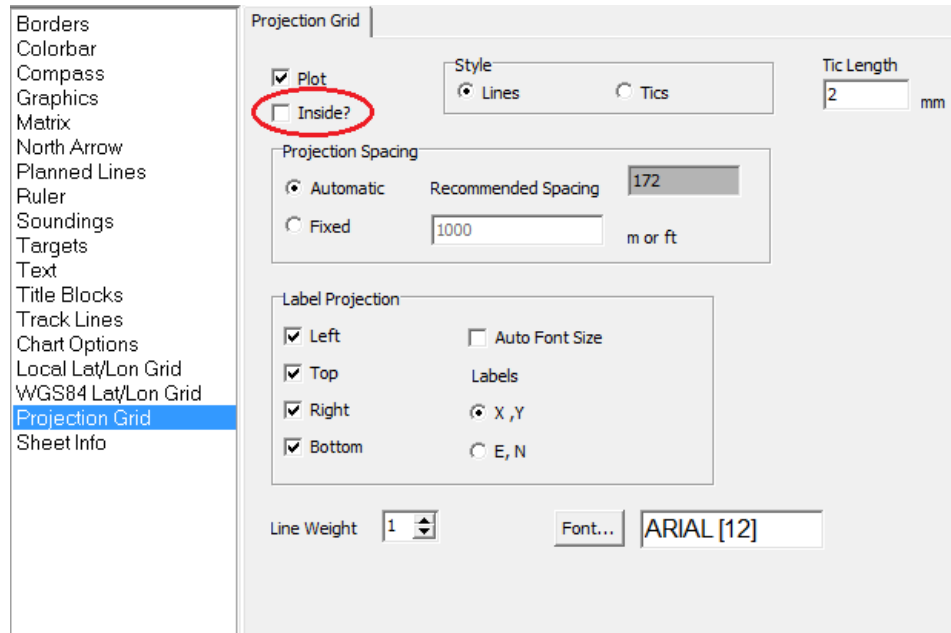 Borders
Colorbar
Compass
Graphics
Matrix
North Arrow
Planned Lines
Ruler
Soundings
Targets
Text
Title Blocks
Track Lines
Chart Options
Local Lat/Lon Grid
WGS84 Lat/Lon Grid
Projection Grid
Sheet Info
Projection Grid
Plot
Inside?
Style
Lines
Tics
Tic Length
2
mm
Projection Spacing
Automatic
Recommended Spacing
172
Fixed
1000
m or ft
Label Projection
Left
Auto Font Size
Top
Labels
Right
X ,Y
Bottom
E, N
Line Weight
1
Font...
ARIAL [12]